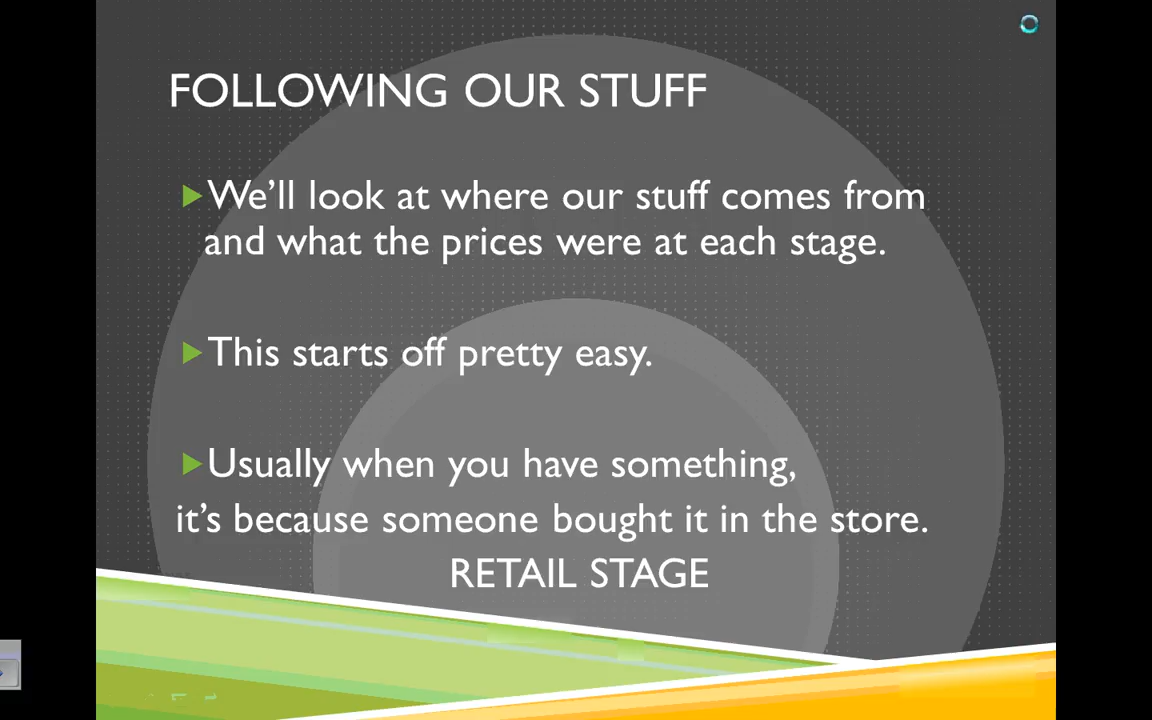 FOLLOWING OUR STUFF
We'll look at where our stuff comes from
and what the prices were at each stage.
This starts off pretty easy.
Usually when you have something,
it's because someone bought it in the store.
RETAIL STAGE